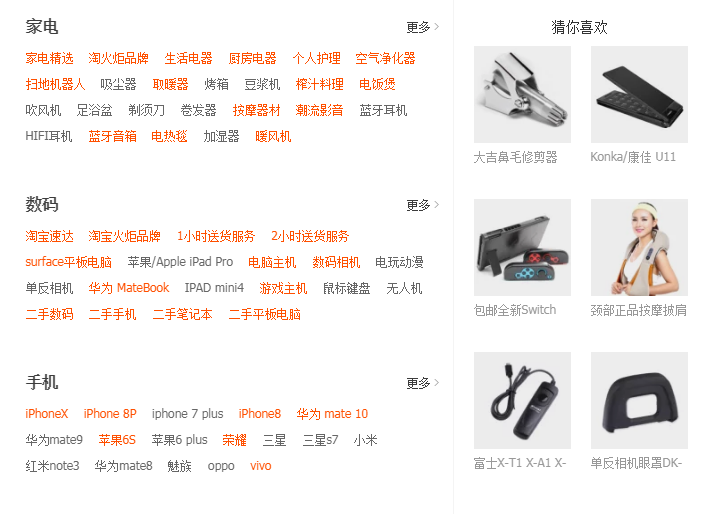 家电 更多 >
家电精选 淘火炬品牌 生活电器 厨房电器 个人护理 空气净化器
扫地机器人 吸尘器 取暖器 烤箱 豆浆机 榨汁料理 电饭煲
吹风机 足浴盆 剃须刀 卷发器 按摩器材 潮流影音 蓝牙耳机
HIFI耳机 蓝牙音箱 电热毯 加湿器 暖风机
数码 更多 >
淘宝速达 淘宝火炬品牌 1小时送货服务 2小时送货服务
surface平板电脑 苹果/Apple iPad Pro 电脑主机 数码相机 电玩动漫
单反相机 华为 MateBook IPAD mini4 游戏主机 鼠标键盘 无人机
二手数码 二手手机 二手笔记本 二手平板电脑
手机 更多 >
iPhoneX iPhone 8P iphone 7 plus iPhone8 华为 mate 10
华为mate9 苹果6S 苹果6 plus 荣耀 三星 三星s7 小米
红米note3 华为mate8 魅族 oppo vivo
猜你喜欢
大吉鼻毛修剪器 Konka/康佳 U11
包邮全新Switch 颈部正品按摩披肩
富士X-T1 X-A1 X- 单反相机眼罩DK-